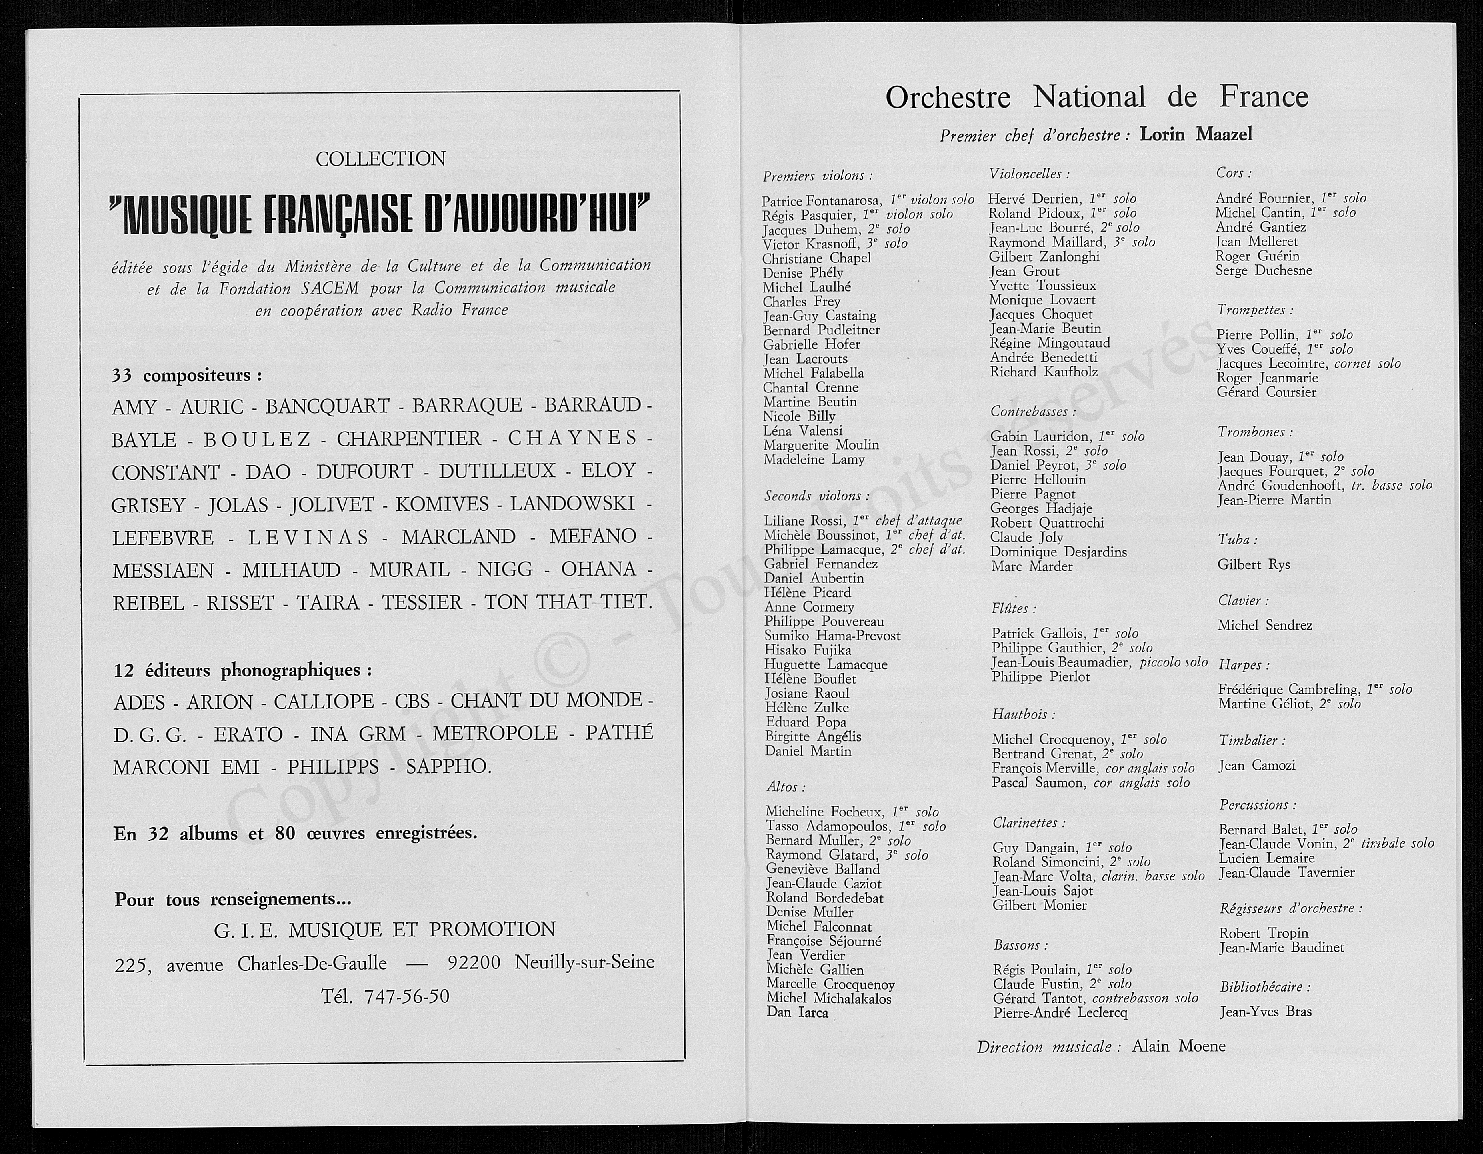 COLLECTION
"MUSIQUE FRANÇAISE D'AUJOURD'HUI"
éditée sous l'égide du Ministère de la Culture et de la Communication
et de la Fondation SACEM pour la Communication musicale
en coopération avec Radio France
33 compositeurs :
AMY - AURIC - BANCQUART - BARRAQUE - BARRAUD -
BAYLE - BOULEZ - CHARPENTIER - CHAYNES -
CONSTANT - DAO - DUFOURT - DUTILLEUX - ELOY -
GRISEY - JOLAS - JOLIVET - KOMIVES - LANDOWSKI -
LEFEBVRE - LEVINAS - MARCLAND - MEFANO -
MESSIAEN - MILHAUD - MURAIL - NIGG - OHANA -
REIBEL - RISSET - TAIRA - TESSIER - TON THAT TIET.
12 éditeurs phonographiques :
ADES - ARION - CALLIOPE - CBS - CHANT DU MONDE -
D. G. G. - ERATO - INA GRM - METROPOLE - PATHÉ
MARCONI EMI - PHILIPPS - SAPPHO.
En 32 albums et 80 œuvres enregistrées.
Pour tous renseignements...
G. I. E. MUSIQUE ET PROMOTION
225, avenue Charles-De-Gaulle — 92200 Neuilly-sur-Seine
Tél. 747-56-50
Orchestre National de France
Premier chef d'orchestre : Lorin Maazel
Premiers violons :
Patrice Fontanarosa, 1er violon solo
Régis Pasquier, 1er violon solo
Jacques Duhem, 2e solo
Victor Krasnoff, 3e solo
Christiane Chapel
Denise Phély
Michel Laulhé
Charles Frey
Jean-Guy Castaing
Bernard Pudleitner
Gabrielle Hofer
Jean Lacrouts
Michel Falabella
Chantal Crenne
Martine Beutin
Nicole Billy
Léna Valensi
Marguerite Moulin
Madeleine Lamy
Seconds violons :
Liliane Rossi, 1er chef d'attaque
Michèle Boussinot, 1er chef d'at.
Philippe Lamacque, 2e chef d'at.
Gabriel Fernandez
Daniel Aubertin
Hélène Picard
Anne Cormery
Philippe Pouvereau
Sumiko Hama-Prevost
Hisako Fujika
Huguette Lamacque
Hélène Bouflet
Josiane Raoul
Hélène Zulke
Eduard Popa
Birgitte Angélis
Daniel Martin
Altos :
Micheline Focheux, 1er solo
Tasso Adamopoulos, 1er solo
Bernard Muller, 2e solo
Raymond Glatard, 3e solo
Geneviève Balland
Jean-Claude Caziot
Roland Bordedebat
Denise Muller
Michel Falconnat
Françoise Séjourné
Jean Verdier
Michèle Gallien
Marcelle Crocquenoy
Michel Michalakalos
Dan Iarca
Violoncelles :
Hervé Derrien, 1er solo
Roland Pidoux, 1er solo
Jean-Luc Bourré, 2e solo
Raymond Maillard, 3e solo
Gilbert Zanlonghi
Jean Grout
Yvette Toussieux
Monique Lovaert
Jacques Choquet
Jean-Marie Beutin
Régine Mingoutaud
Andrée Benedetti
Richard Kaufholz
Contrebasses :
Gabin Lauridon, 1er solo
Jean Rossi, 2e solo
Daniel Peyrot, 3e solo
Pierre Hellouin
Pierre Pagnot
Georges Hadjaje
Robert Quattrochi
Claude Joly
Dominique Desjardins
Marc Marder
Flûtes :
Patrick Gallois, 1er solo
Philippe Gauthier, 2e solo
Jean-Louis Beaumadier, piccolo solo
Philippe Pierlot
Hautbois :
Michel Crocquenoy, 1er solo
Bertrand Grenat, 2e solo
François Merville, cor anglais solo
Pascal Saumon, cor anglais solo
Clarinettes :
Guy Dangain, 1er solo
Roland Simoncini, 2e solo
Jean-Marc Volta, clarin. basse solo
Jean-Louis Sajot
Gilbert Monier
Bassons :
Régis Poulain, 1er solo
Claude Fustin, 2e solo
Gérard Tantot, contrebasson solo
Pierre-André Leclercq
Cors :
André Fournier, 1er solo
Michel Cantin, 1er solo
André Gantiez
Jean Melleret
Roger Guérin
Serge Duchesne
Trompettes :
Pierre Pollin, 1er solo
Yves Coueffé, 1er solo
Jacques Lecointre, cornet solo
Roger Jeanmarie
Gérard Coursier
Trombones :
Jean Douay, 1er solo
Jacques Fourquet, 2e solo
André Goudenhooft, tr. basse solo
Jean-Pierre Martin
Tuba :
Gilbert Rys
Clavier :
Michel Sendrez
Harpes :
Frédérique Cambreling, 1er solo
Martine Géliot, 2e solo
Timbalier :
Jean Camozi
Percussions :
Bernard Balet, 1er solo
Jean-Claude Vonin, 2e timbale solo
Lucien Lemaire
Jean-Claude Tavernier
Régisseurs d'orchestre :
Robert Tropin
Jean-Marie Baudinet
Bibliothécaire :
Jean-Yves Bras
Direction musicale : Alain Moene
Copyright © - Tous droits réservés